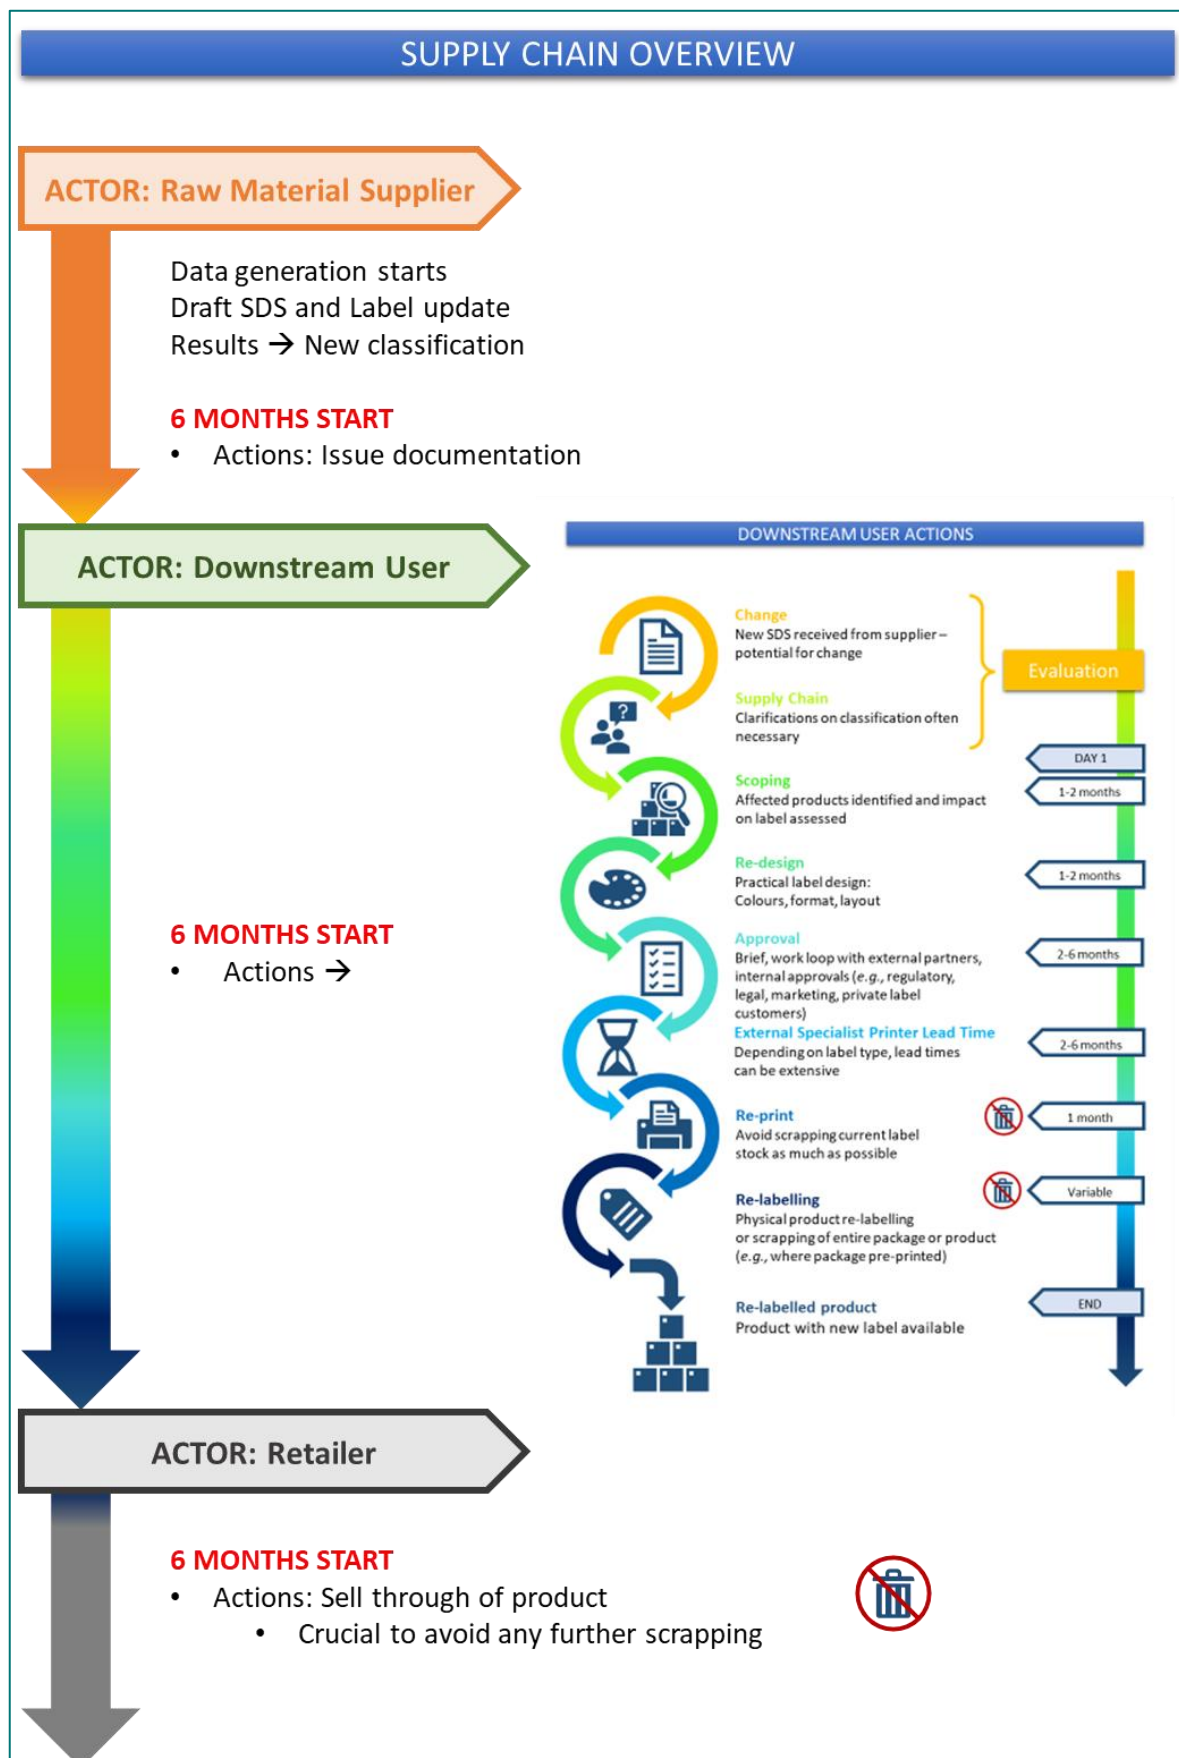 SUPPLY CHAIN OVERVIEW
ACTOR: Raw Material Supplier
Data generation starts
Draft SDS and Label update
Results → New classification
6 MONTHS START
• Actions: Issue documentation
ACTOR: Downstream User
6 MONTHS START
• Actions →
DOWNSTREAM USER ACTIONS
Change
New SDS received from supplier –
potential for change
Evaluation
Supply Chain
Clarifications on classification often
necessary
DAY 1
Scoping
Affected products identified and impact
on label assessed
1-2 months
Re-design
Practical label design:
Colours, format, layout
1-2 months
Approval
Brief, work loop with external partners,
internal approvals (e.g., regulatory,
legal, marketing, private label
customers)
2-6 months
External Specialist Printer Lead Time
Depending on label type, lead times
can be extensive
2-6 months
Re-print
Avoid scrapping current label
stock as much as possible
1 month
Re-labelling
Physical product re-labelling
or scrapping of entire package or product
(e.g., where package pre-printed)
Variable
Re-labelled product
Product with new label available
END
ACTOR: Retailer
6 MONTHS START
• Actions: Sell through of product
• Crucial to avoid any further scrapping